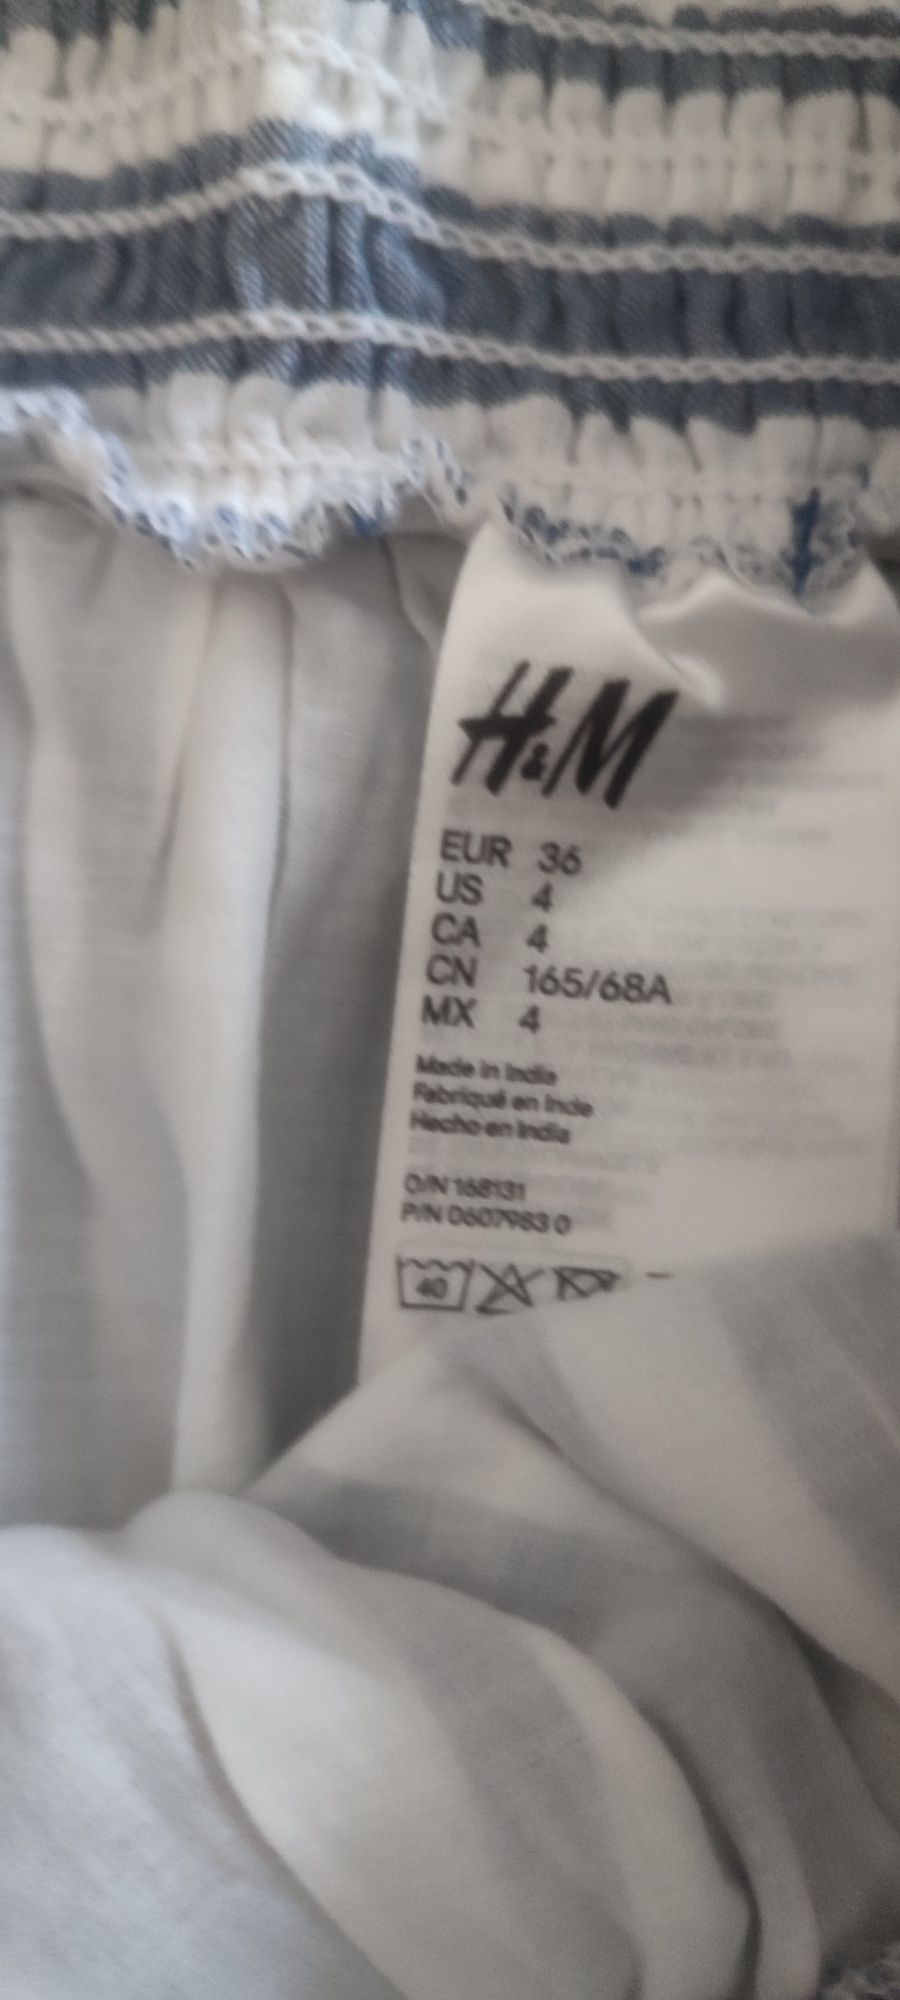 H&M
EUR 36
US 4
CA 4
CN 165/68A
MX 4
Made in India
Fabriqué en Inde
Hecho en India
O/N 168131
P/N 0607983 0
40